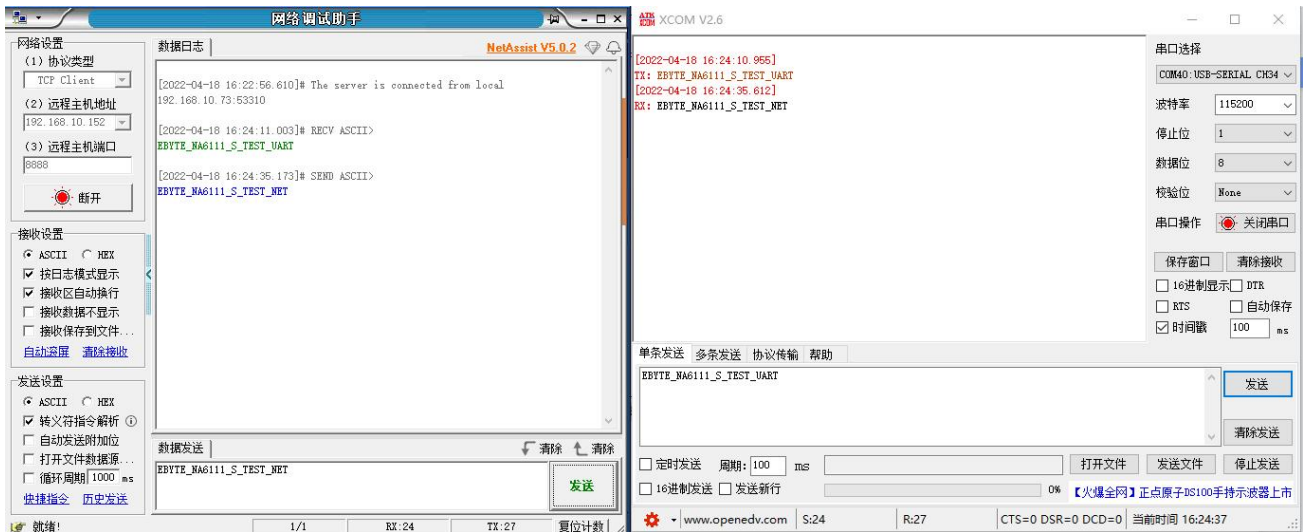 网络调试助手
网络设置
(1) 协议类型
TCP Client
(2) 远程主机地址
192.168.10.152
(3) 远程主机端口
8888
断开
接收设置
ASCII HEX
按日志模式显示
接收区自动换行
接收数据不显示
接收保存到文件...
自动滚屏 清除接收
发送设置
ASCII HEX
转义符指令解析
自动发送附加位
打开文件数据源...
循环周期 1000 ms
快捷指令 历史发送
数据日志
NetAssist V5.0.2
[2022-04-18 16:22:56.610]# The server is connected from local
192.168.10.73:53310
[2022-04-18 16:24:11.003]# RECV ASCII>
EBYTE_NA6111_S_TEST_UART
[2022-04-18 16:24:35.173]# SEND ASCII>
EBYTE_NA6111_S_TEST_NET
数据发送 清除 清除
EBYTE_NA6111_S_TEST_NET
发送
就绪! 1/1 RX:24 TX:27 复位计数
XCOM V2.6
[2022-04-18 16:24:10.955]
TX: EBYTE_NA6111_S_TEST_UART
[2022-04-18 16:24:35.612]
RX: EBYTE_NA6111_S_TEST_NET
串口选择
COM40:USB-SERIAL CH34
波特率 115200
停止位 1
数据位 8
校验位 None
串口操作 关闭串口
保存窗口 清除接收
16进制显示 DTR
RTS 自动保存
时间戳 100 ms
单条发送 多条发送 协议传输 帮助
EBYTE_NA6111_S_TEST_UART
发送
清除发送
定时发送 周期: 100 ms 打开文件 发送文件 停止发送
16进制发送 发送新行 0% 【火爆全网】正点原子DS100手持示波器上市
www.openedv.com S:24 R:27 CTS=0 DSR=0 DCD=0 当前时间 16:24:37